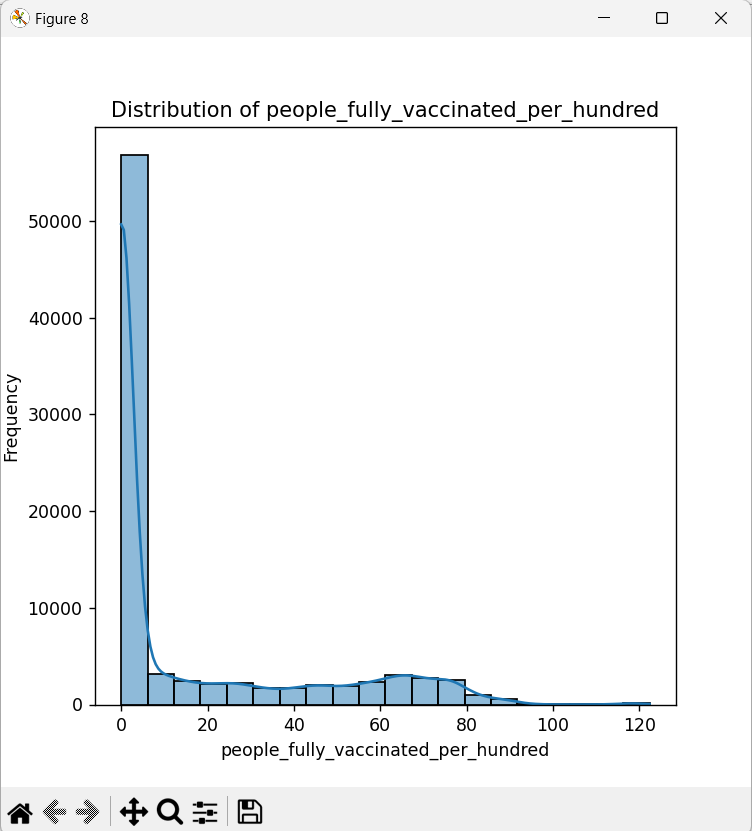 Figure 8
Distribution of people_fully_vaccinated_per_hundred
Frequency
50000
40000
30000
20000
10000
0
0 20 40 60 80 100 120
people_fully_vaccinated_per_hundred